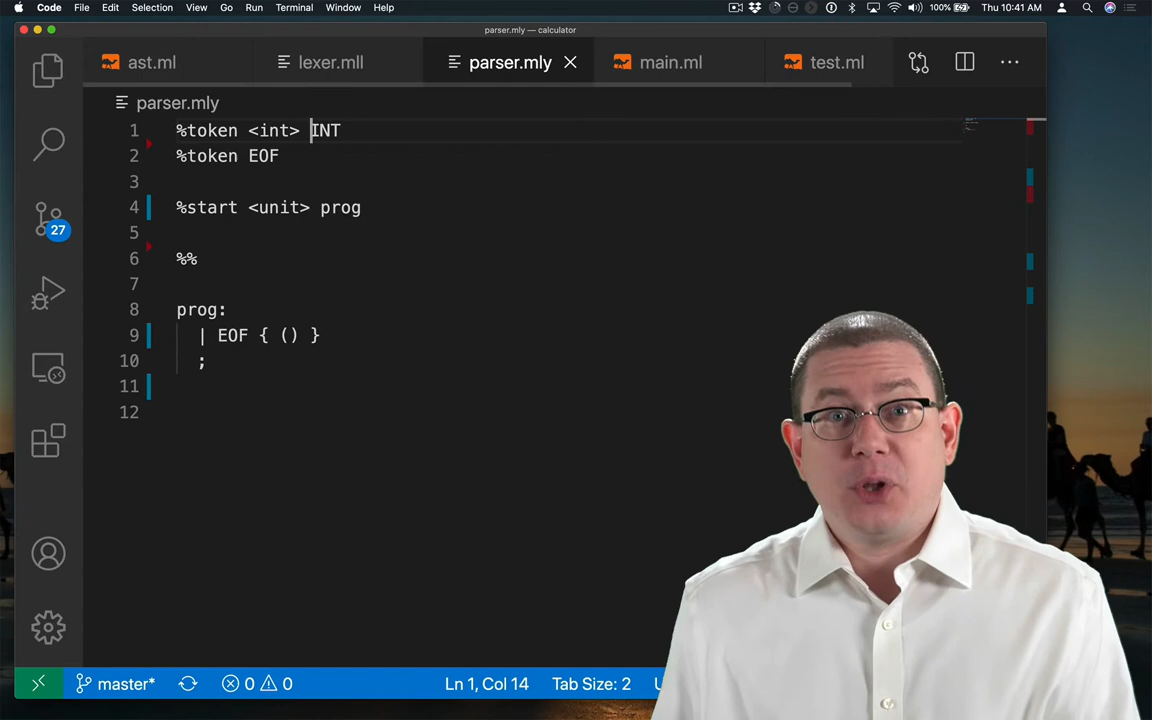 Code File Edit Selection View Go Run Terminal Window Help 100% Thu 10:41 AM
parser.mly — calculator
ast.ml lexer.mll parser.mly main.ml test.ml
parser.mly
1 %token <int> INT
2 %token EOF
3
4 %start <unit> prog
5
6 %%
7
8 prog:
9 | EOF { () }
10 ;
11
12
27
master* 0 0 Ln 1, Col 14 Tab Size: 2